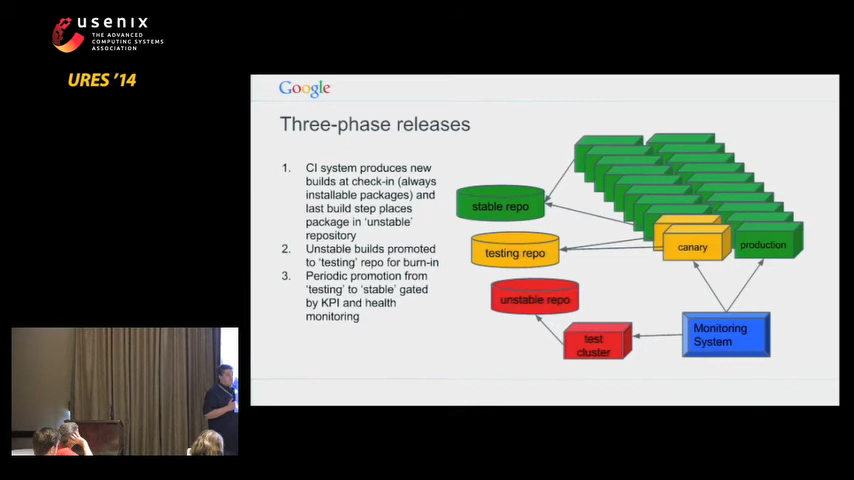 usenix
THE ADVANCED
COMPUTING SYSTEMS
ASSOCIATION
URES '14
Google
Three-phase releases
1. CI system produces new
builds at check-in (always
installable packages) and
last build step places
package in 'unstable'
repository
2. Unstable builds promoted
to 'testing' repo for burn-in
3. Periodic promotion from
'testing' to 'stable' gated
by KPI and health
monitoring
stable repo
testing repo
unstable repo
canary
production
test
cluster
Monitoring
System